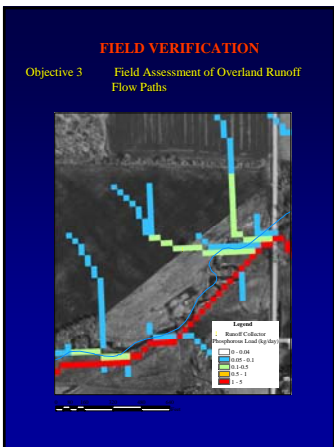 FIELD VERIFICATION
Objective 3 Field Assessment of Overland Runoff
Flow Paths
Legend
Runoff Collector
Phosphorous Load (kg/day)
0 - 0.04
0.05 - 0.1
0.1-0.5
0.5 - 1
1 - 5